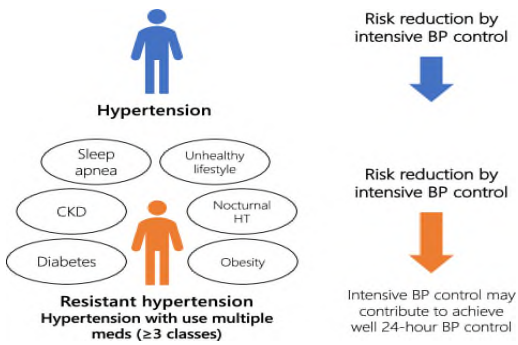 Risk reduction by
intensive BP control
Hypertension
Sleep
apnea
Unhealthy
lifestyle
CKD
Nocturnal
HT
Diabetes
Obesity
Resistant hypertension
Hypertension with use multiple
meds (≥3 classes)
Risk reduction by
intensive BP control
Intensive BP control may
contribute to achieve
well 24-hour BP control